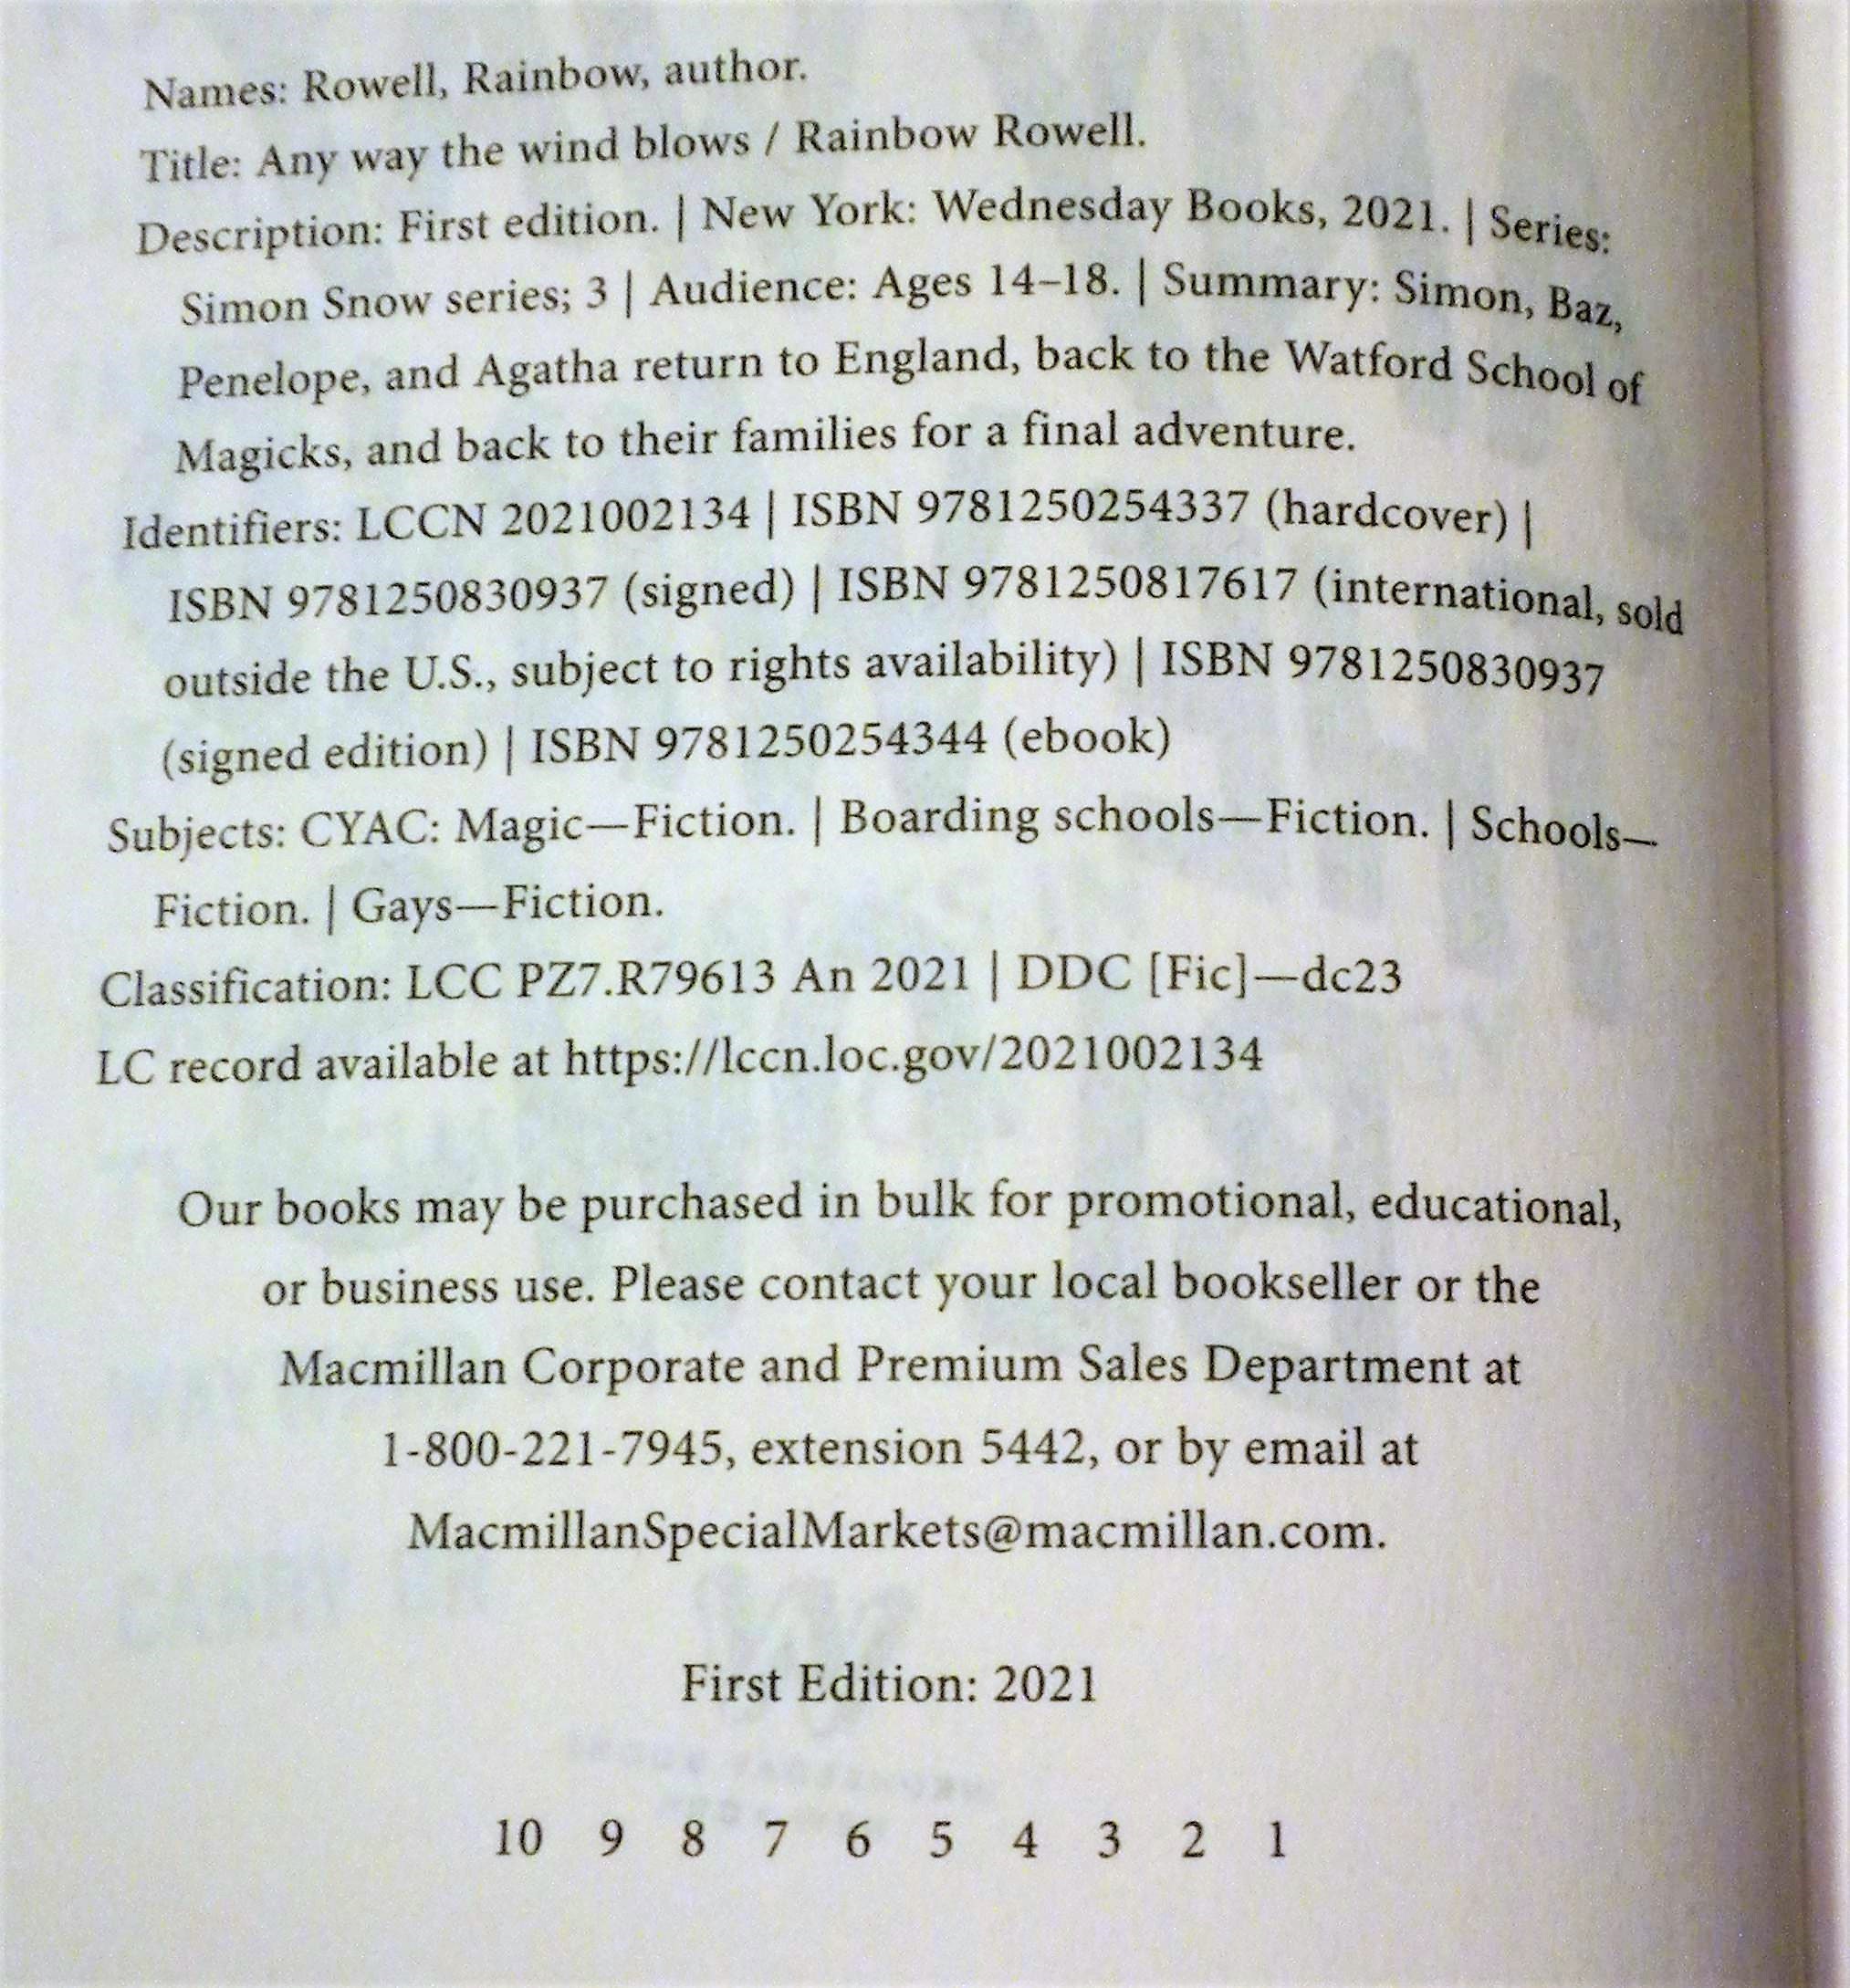 Names: Rowell, Rainbow, author.
Title: Any way the wind blows / Rainbow Rowell.
Description: First edition. | New York: Wednesday Books, 2021. | Series:
Simon Snow series; 3 | Audience: Ages 14–18. | Summary: Simon, Baz,
Penelope, and Agatha return to England, back to the Watford School of
Magicks, and back to their families for a final adventure.
Identifiers: LCCN 2021002134 | ISBN 9781250254337 (hardcover) |
ISBN 9781250830937 (signed) | ISBN 9781250817617 (international, sold
outside the U.S., subject to rights availability) | ISBN 9781250830937
(signed edition) | ISBN 9781250254344 (ebook)
Subjects: CYAC: Magic—Fiction. | Boarding schools—Fiction. | Schools—
Fiction. | Gays—Fiction.
Classification: LCC PZ7.R79613 An 2021 | DDC [Fic]—dc23
LC record available at https://lccn.loc.gov/2021002134
Our books may be purchased in bulk for promotional, educational,
or business use. Please contact your local bookseller or the
Macmillan Corporate and Premium Sales Department at
1-800-221-7945, extension 5442, or by email at
MacmillanSpecialMarkets@macmillan.com.
First Edition: 2021
10 9 8 7 6 5 4 3 2 1